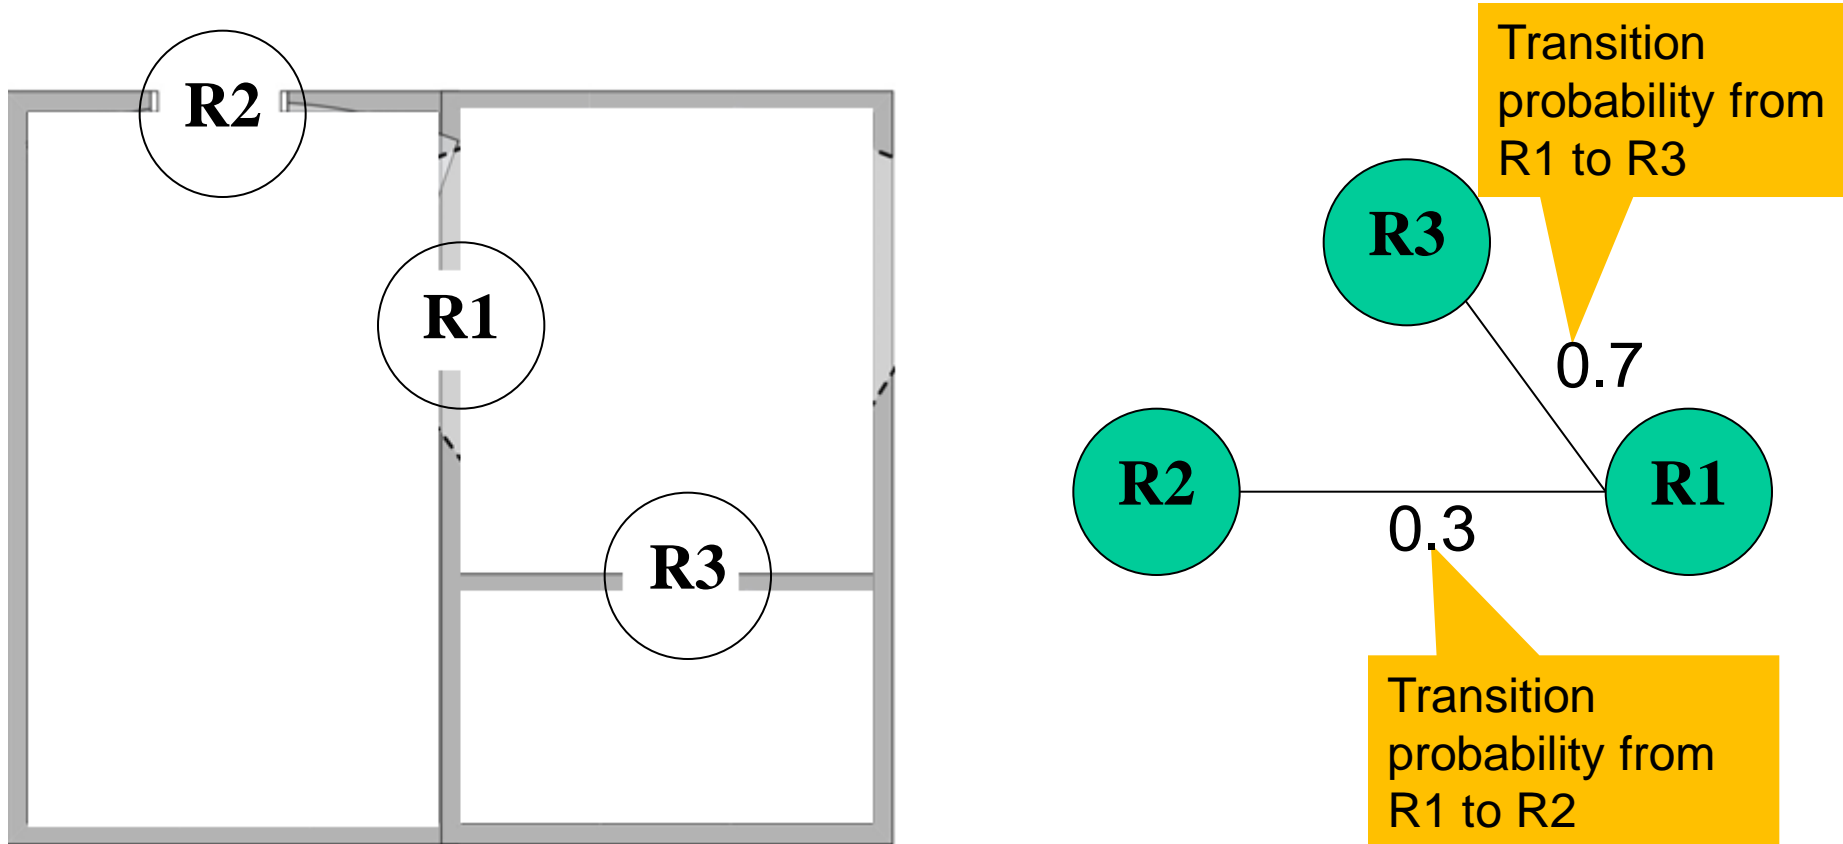 R2
R1
R3
Transition
probability from
R1 to R3
R3
0.7
R2
R1
0.3
Transition
probability from
R1 to R2